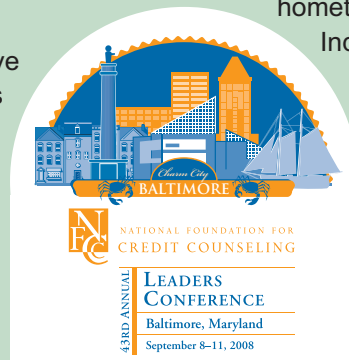 homet
Inc
ve
s
Charm City
BALTIMORE
NFCC
NATIONAL FOUNDATION FOR
CREDIT COUNSELING
43RD ANNUAL
LEADERS
CONFERENCE
Baltimore, Maryland
September 8–11, 2008